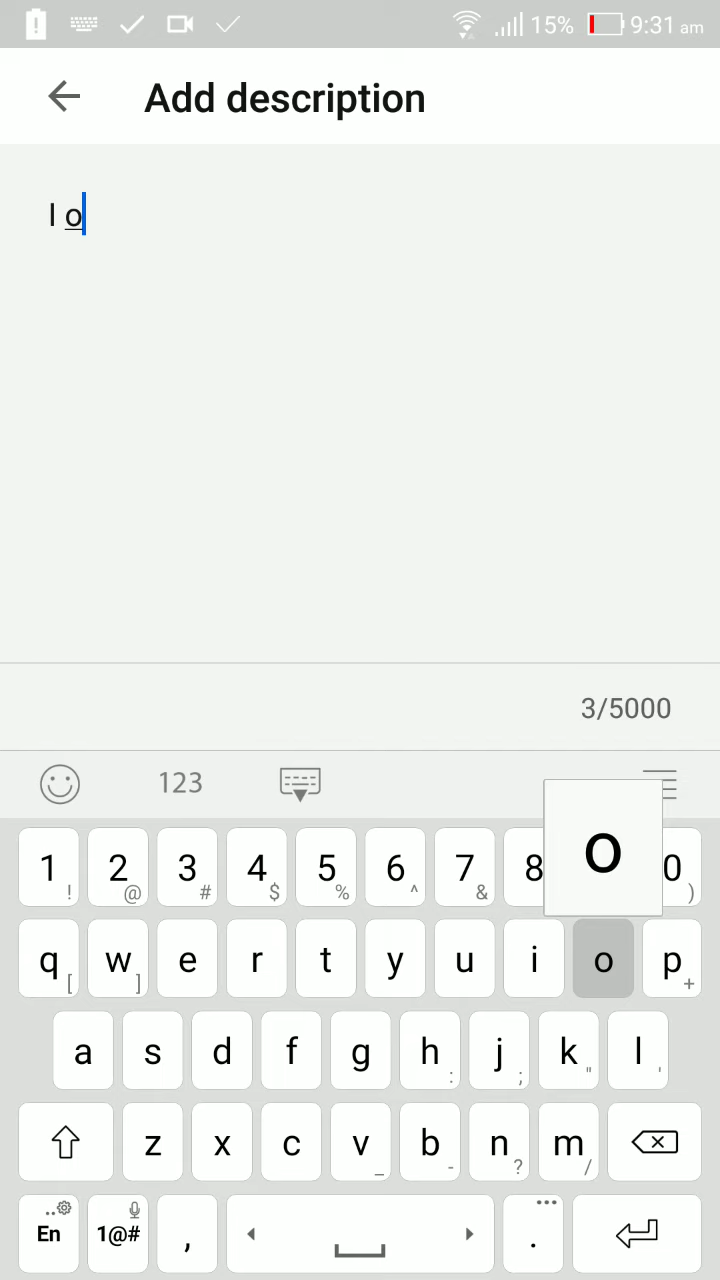 15% 9:31 am
Add description
I o
3/5000
123
o
1 ! 2 @ 3 # 4 $ 5 % 6 ^ 7 & 8 0 )
q [ w ] e r t y u i o p +
a s d f g h : j ; k " l '
z x c v _ b - n ? m /
En 1@# , .